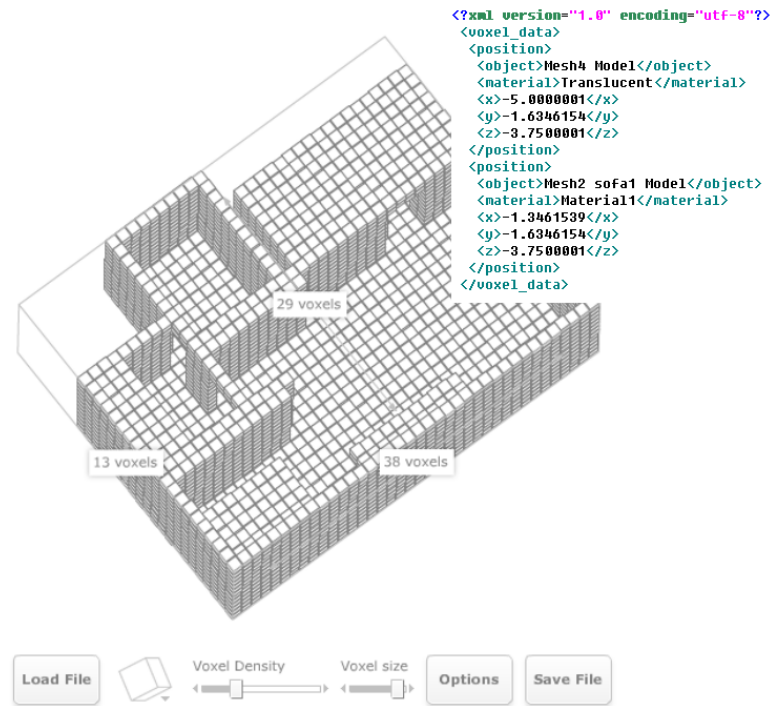 <?xml version="1.0" encoding="utf-8"?>
<voxel_data>
<position>
<object>Mesh4 Model</object>
<material>Translucent</material>
<x>-5.0000001</x>
<y>-1.6346154</y>
<z>-3.7500001</z>
</position>
<position>
<object>Mesh2 sofa1 Model</object>
<material>Material1</material>
<x>-1.3461539</x>
<y>-1.6346154</y>
<z>-3.7500001</z>
</position>
</voxel_data>
29 voxels
13 voxels
38 voxels
Load File
Voxel Density
Voxel size
Options
Save File